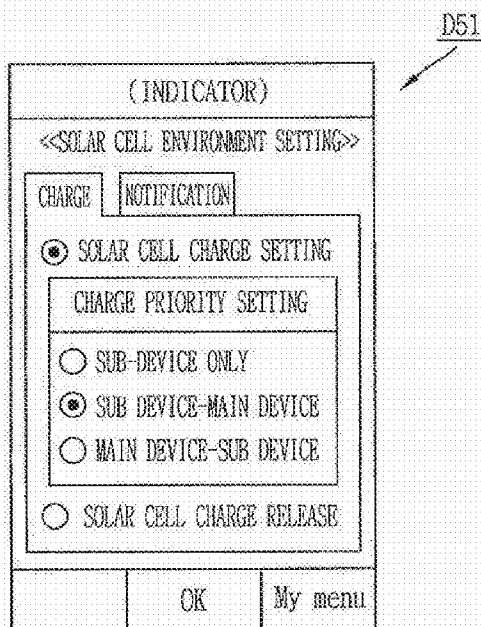 D51
(INDICATOR)
<<SOLAR CELL ENVIRONMENT SETTING>>
CHARGE NOTIFICATION
SOLAR CELL CHARGE SETTING
CHARGE PRIORITY SETTING
SUB-DEVICE ONLY
SUB DEVICE-MAIN DEVICE
MAIN DEVICE-SUB DEVICE
SOLAR CELL CHARGE RELEASE
OK My menu